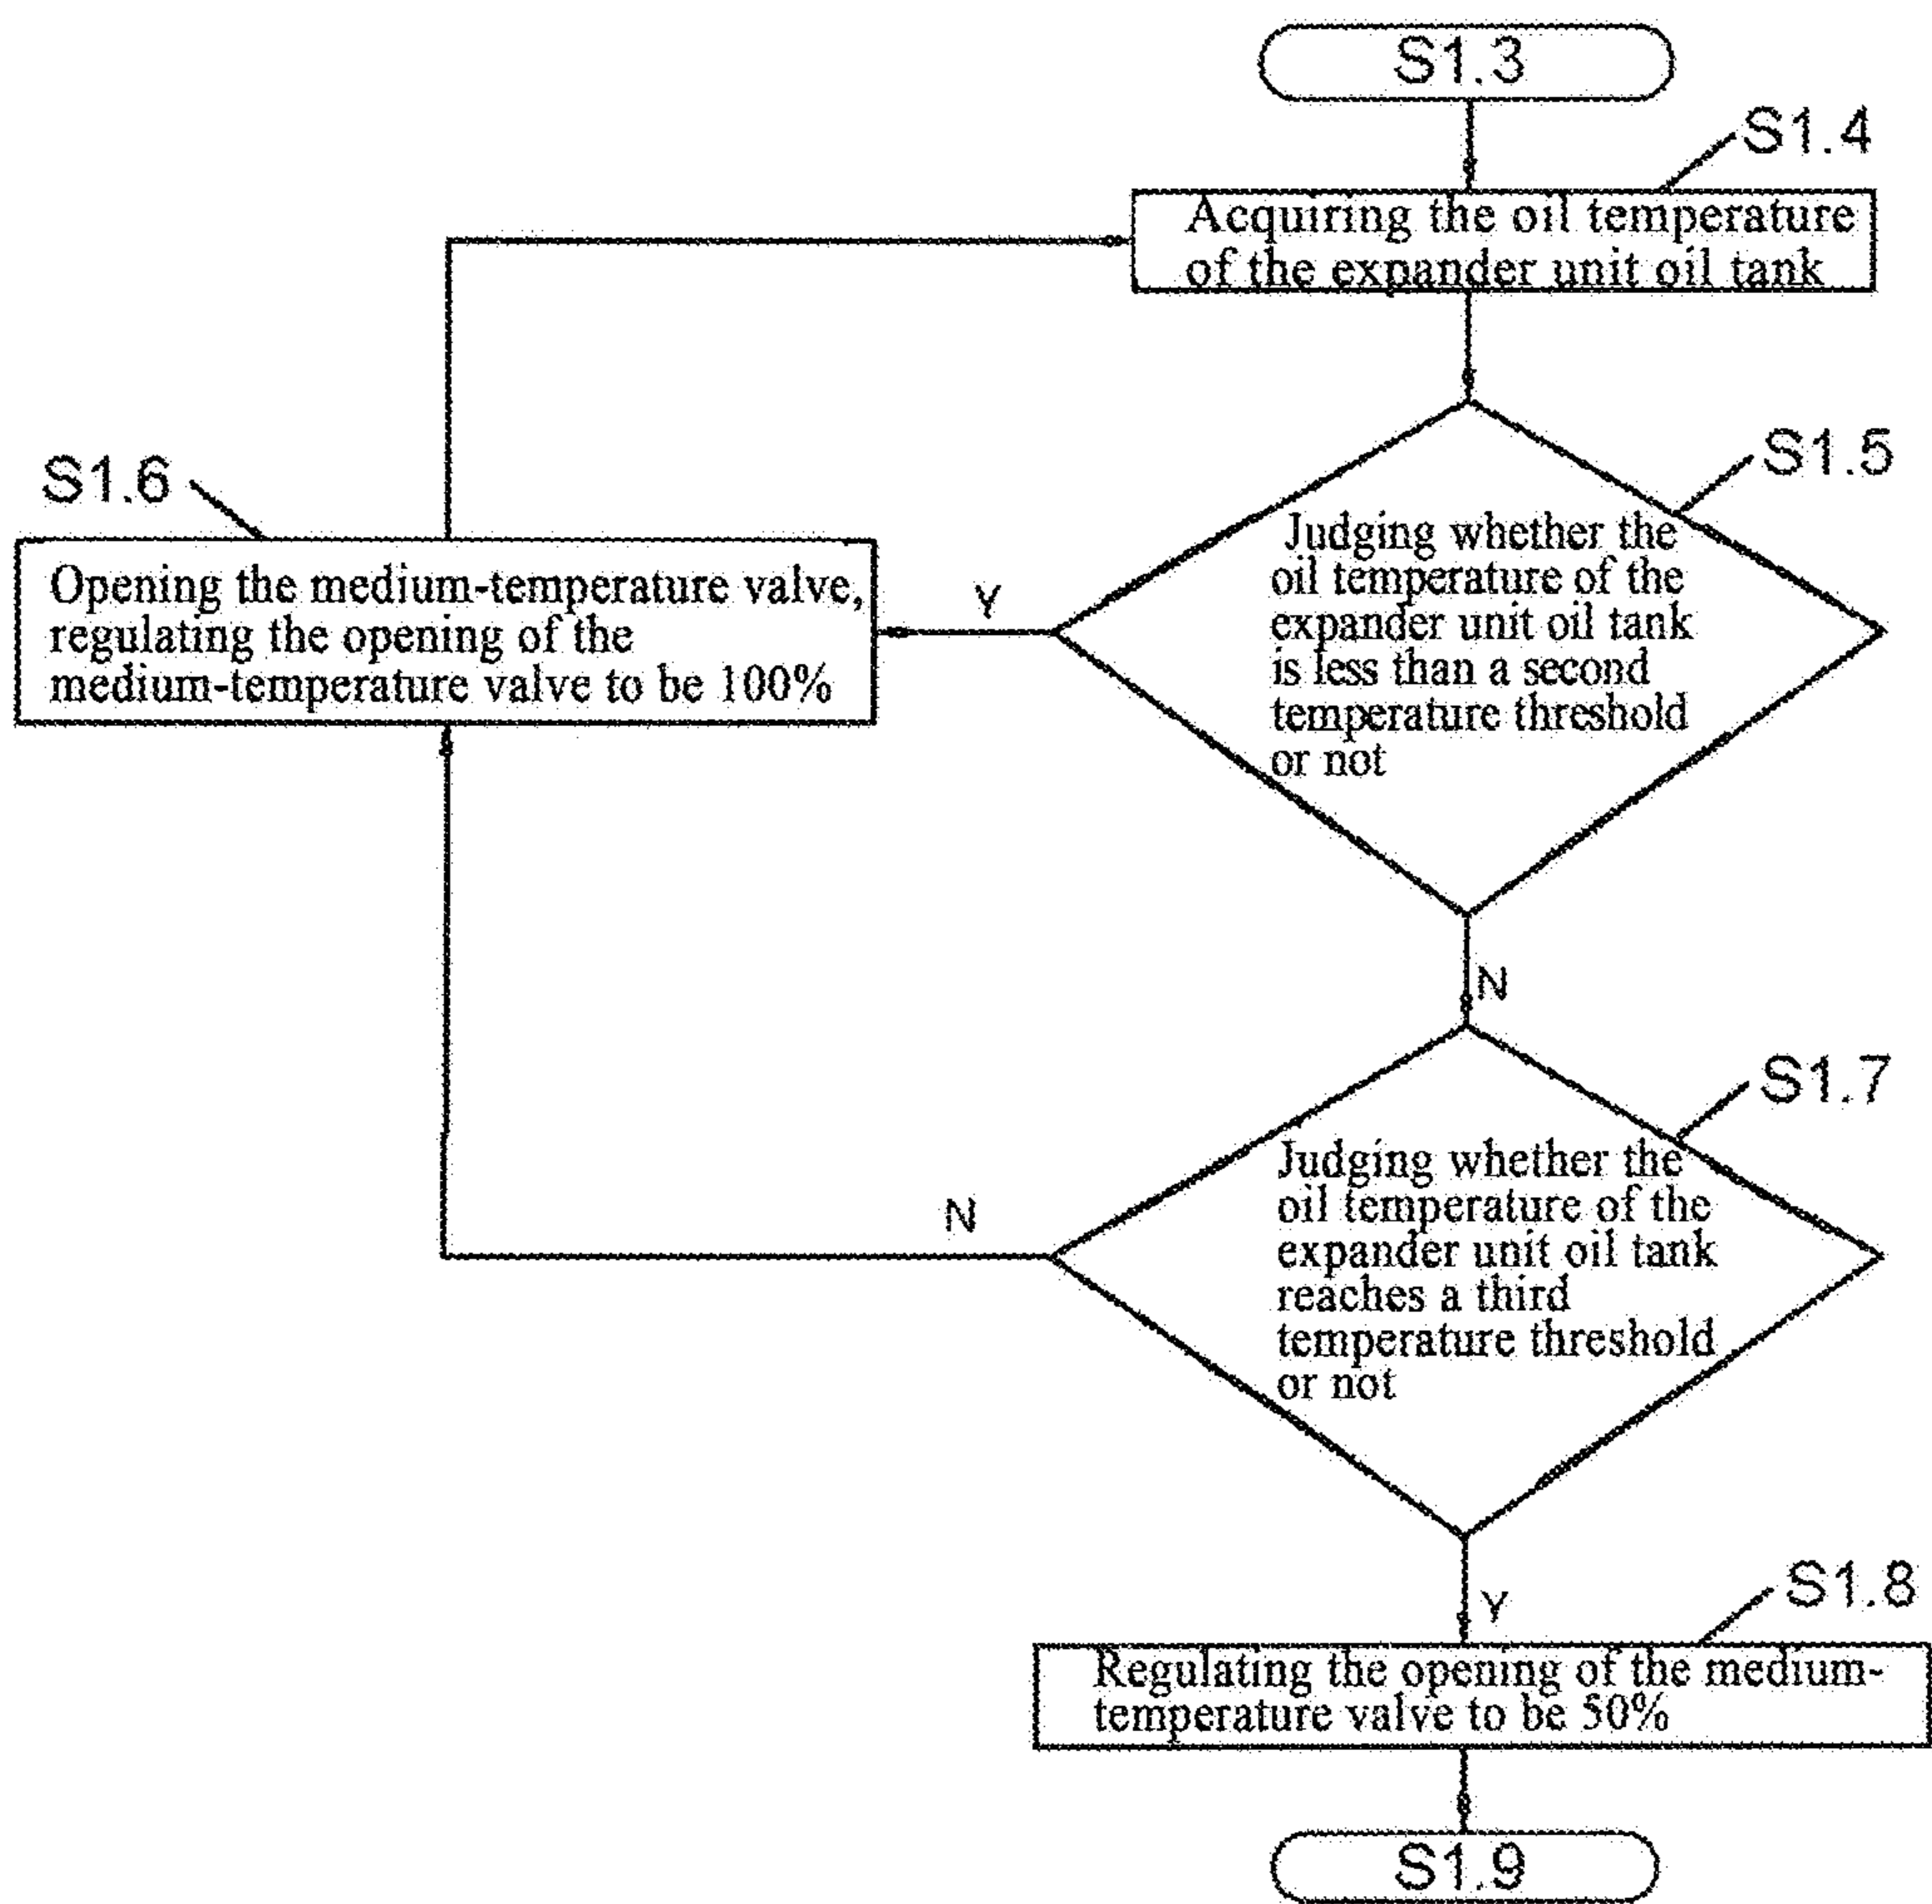 S1.3
S1.4
Acquiring the oil temperature
of the expander unit oil tank
S1.5
Judging whether the
oil temperature of the
expander unit oil tank
is less than a second
temperature threshold
or not
S1.6
Y
Opening the medium-temperature valve,
regulating the opening of the
medium-temperature valve to be 100%
N
S1.7
Judging whether the
oil temperature of the
expander unit oil tank
reaches a third
temperature threshold
or not
N
Y
S1.8
Regulating the opening of the medium-
temperature valve to be 50%
S1.9